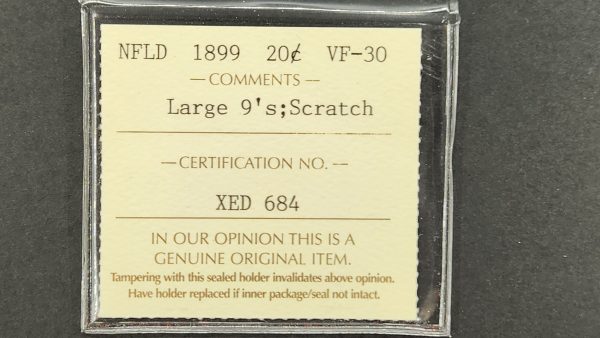 NFLD 1899 20¢ VF-30
— COMMENTS —
Large 9's;Scratch
— CERTIFICATION NO. —
XED 684
IN OUR OPINION THIS IS A
GENUINE ORIGINAL ITEM.
Tampering with this sealed holder invalidates above opinion.
Have holder replaced if inner package/seal not intact.